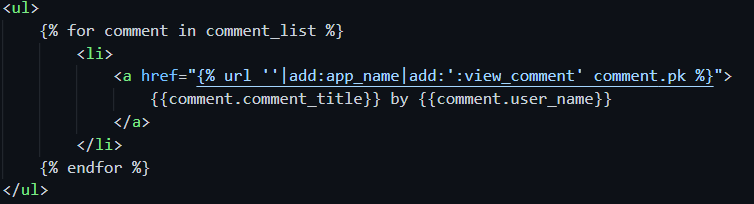 <ul>
{% for comment in comment_list %}
<li>
<a href="{% url ''|add:app_name|add:':view_comment' comment.pk %}">
{{comment.comment_title}} by {{comment.user_name}}
</a>
</li>
{% endfor %}
</ul>